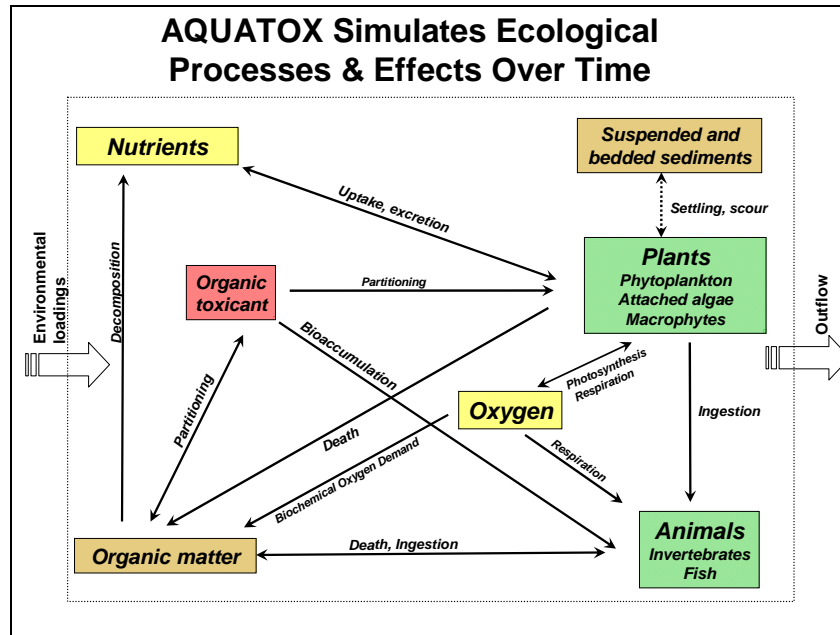 AQUATOX Simulates Ecological
Processes & Effects Over Time
Nutrients
Suspended and
bedded sediments
Uptake, excretion
Settling, scour
Environmental
loadings
Decomposition
Organic
toxicant
Partitioning
Plants
Phytoplankton
Attached algae
Macrophytes
Outflow
Bioaccumulation
Partitioning
Photosynthesis
Respiration
Oxygen
Ingestion
Death
Respiration
Biochemical Oxygen Demand
Organic matter
Death, Ingestion
Animals
Invertebrates
Fish